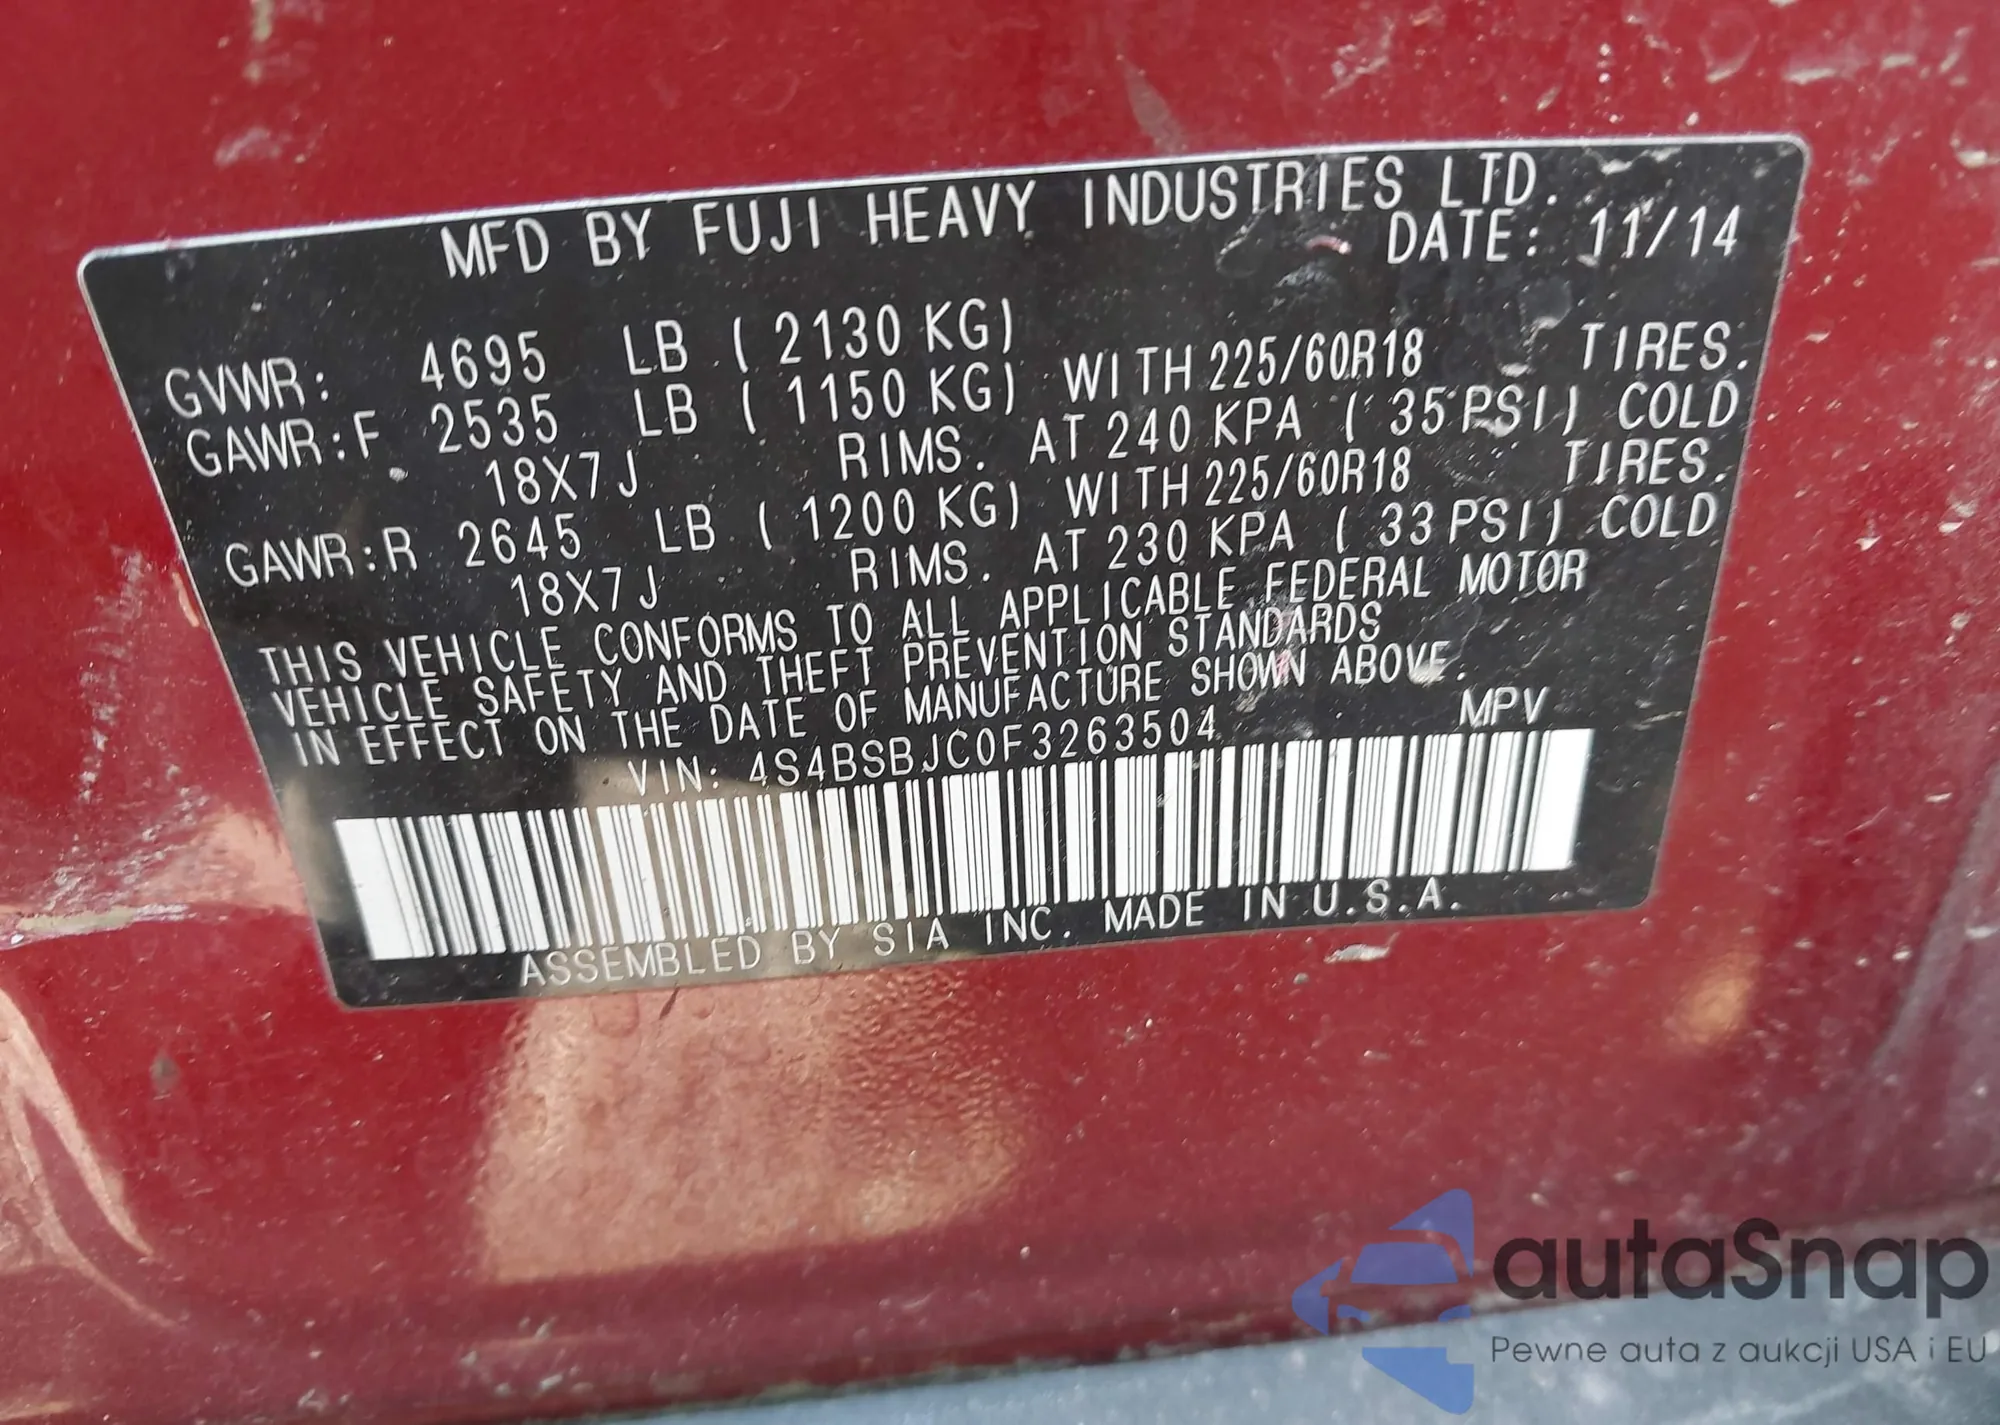 MFD BY FUJI HEAVY INDUSTRIES LTD.
DATE: 11/14
GVWR: 4695 LB ( 2130 KG)
GAWR:F 2535 LB ( 1150 KG) WITH 225/60R18 TIRES.
18X7J RIMS. AT 240 KPA ( 35 PSI) COLD
GAWR:R 2645 LB ( 1200 KG) WITH 225/60R18 TIRES.
18X7J RIMS. AT 230 KPA ( 33 PSI) COLD
THIS VEHICLE CONFORMS TO ALL APPLICABLE FEDERAL MOTOR
VEHICLE SAFETY AND THEFT PREVENTION STANDARDS
IN EFFECT ON THE DATE OF MANUFACTURE SHOWN ABOVE.
VIN: 4S4BSBJC0F3263504 MPV
ASSEMBLED BY SIA INC. MADE IN U.S.A.
autaSnap
Pewne auta z aukcji USA i EU